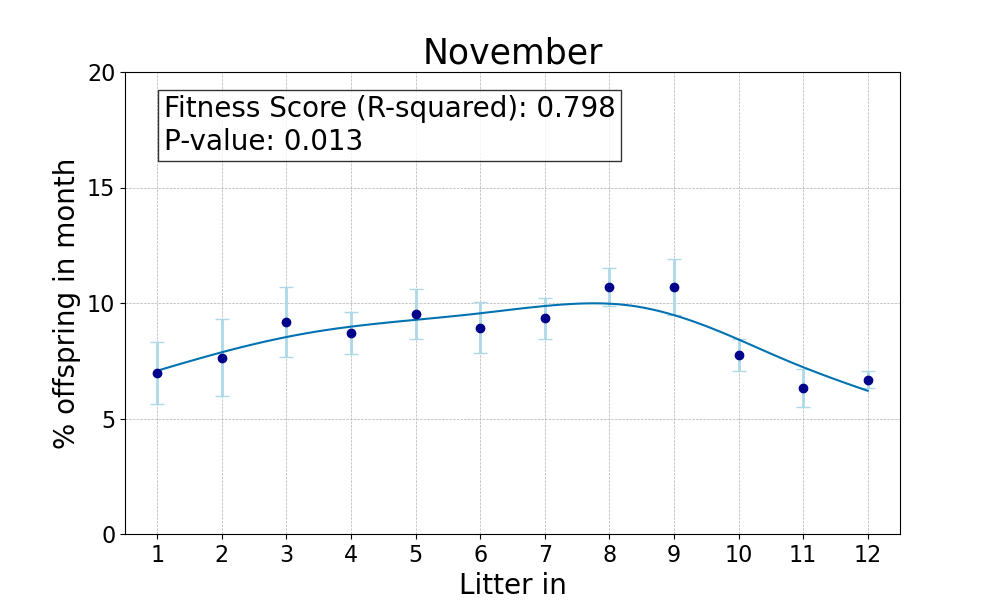 November
Fitness Score (R-squared): 0.798
P-value: 0.013
% offspring in month
20
15
10
5
0
1 2 3 4 5 6 7 8 9 10 11 12
Litter in